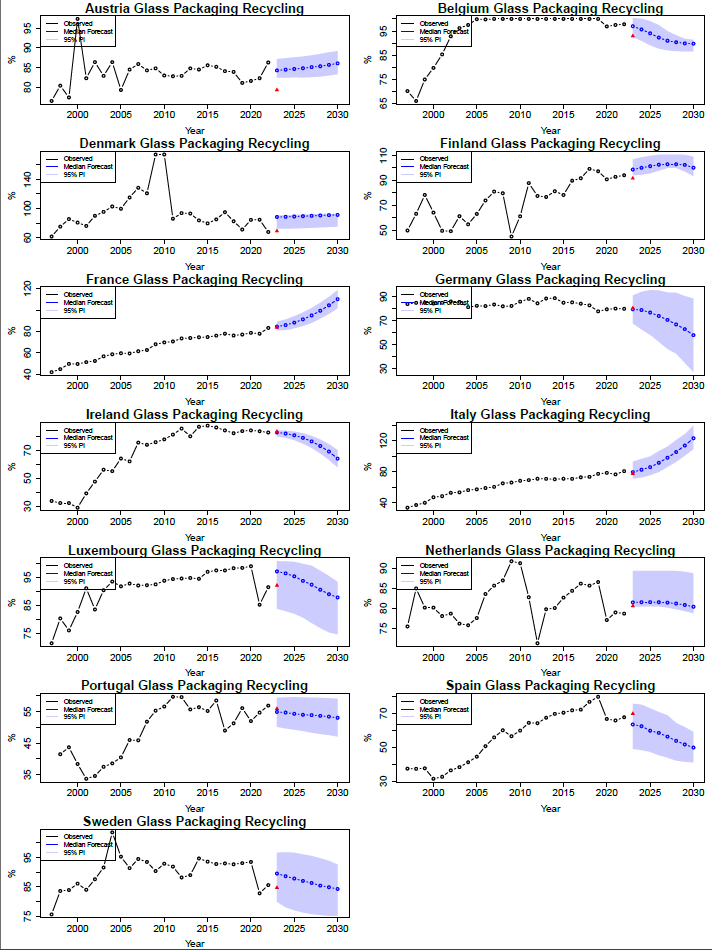 Austria Glass Packaging Recycling
Observed
Median Forecast
95% PI
%
95
90
85
80
2000 2005 2010 2015 2020 2025 2030
Year
Belgium Glass Packaging Recycling
Observed
Median Forecast
95% PI
%
95
85
75
65
2000 2005 2010 2015 2020 2025 2030
Year
Denmark Glass Packaging Recycling
Observed
Median Forecast
95% PI
%
140
100
60
2000 2005 2010 2015 2020 2025 2030
Year
Finland Glass Packaging Recycling
Observed
Median Forecast
95% PI
%
110
90
70
50
2000 2005 2010 2015 2020 2025 2030
Year
France Glass Packaging Recycling
Observed
Median Forecast
95% PI
%
120
80
60
40
2000 2005 2010 2015 2020 2025 2030
Year
Germany Glass Packaging Recycling
Observed
Median Forecast
95% PI
%
90
70
50
30
2000 2005 2010 2015 2020 2025 2030
Year
Ireland Glass Packaging Recycling
Observed
Median Forecast
95% PI
%
70
50
30
2000 2005 2010 2015 2020 2025 2030
Year
Italy Glass Packaging Recycling
Observed
Median Forecast
95% PI
%
120
80
40
2000 2005 2010 2015 2020 2025 2030
Year
Luxembourg Glass Packaging Recycling
Observed
Median Forecast
95% PI
%
95
85
75
2000 2005 2010 2015 2020 2025 2030
Year
Netherlands Glass Packaging Recycling
Observed
Median Forecast
95% PI
%
90
85
80
75
2000 2005 2010 2015 2020 2025 2030
Year
Portugal Glass Packaging Recycling
Observed
Median Forecast
95% PI
%
55
45
35
2000 2005 2010 2015 2020 2025 2030
Year
Spain Glass Packaging Recycling
Observed
Median Forecast
95% PI
%
70
50
30
2000 2005 2010 2015 2020 2025 2030
Year
Sweden Glass Packaging Recycling
Observed
Median Forecast
95% PI
%
95
85
75
2000 2005 2010 2015 2020 2025 2030
Year